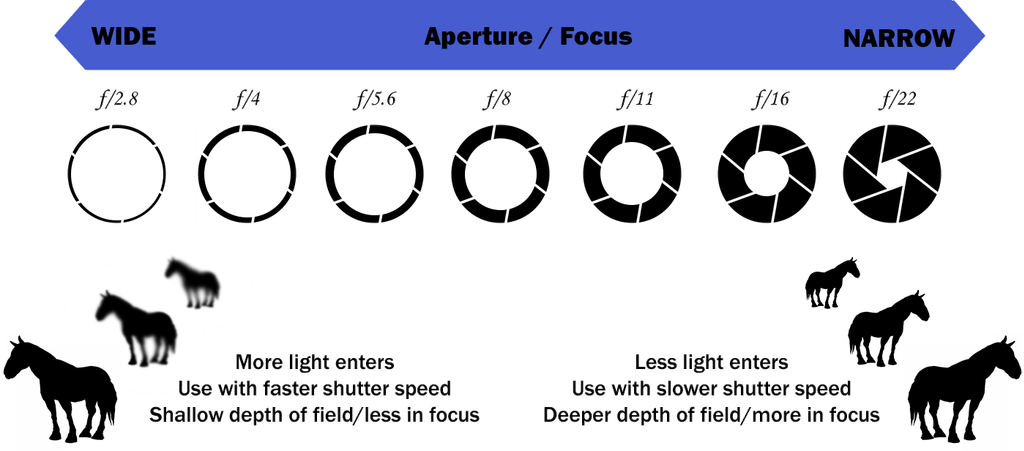 WIDE Aperture / Focus NARROW
f/2.8 f/4 f/5.6 f/8 f/11 f/16 f/22
More light enters
Use with faster shutter speed
Shallow depth of field/less in focus
Less light enters
Use with slower shutter speed
Deeper depth of field/more in focus